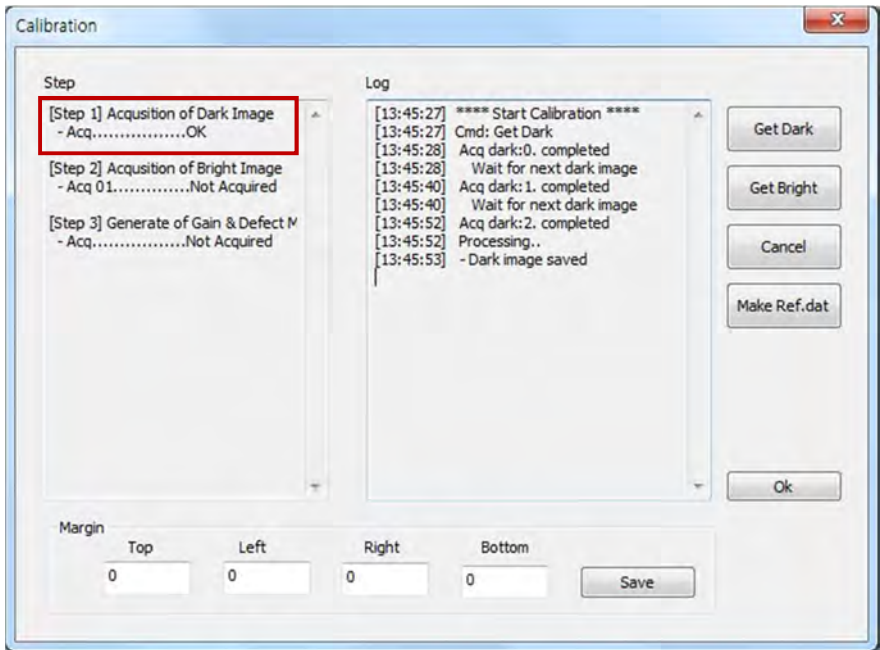 Calibration
Step
[Step 1] Acqusition of Dark Image
- Acq.................OK
[Step 2] Acqusition of Bright Image
- Acq 01..............Not Acquired
[Step 3] Generate of Gain & Defect M
- Acq.................Not Acquired
Log
[13:45:27] **** Start Calibration ****
[13:45:27] Cmd: Get Dark
[13:45:28] Acq dark:0. completed
[13:45:28] Wait for next dark image
[13:45:40] Acq dark:1. completed
[13:45:40] Wait for next dark image
[13:45:52] Acq dark:2. completed
[13:45:52] Processing..
[13:45:53] - Dark image saved
Get Dark
Get Bright
Cancel
Make Ref.dat
Ok
Margin
Top Left Right Bottom
0 0 0 0 Save